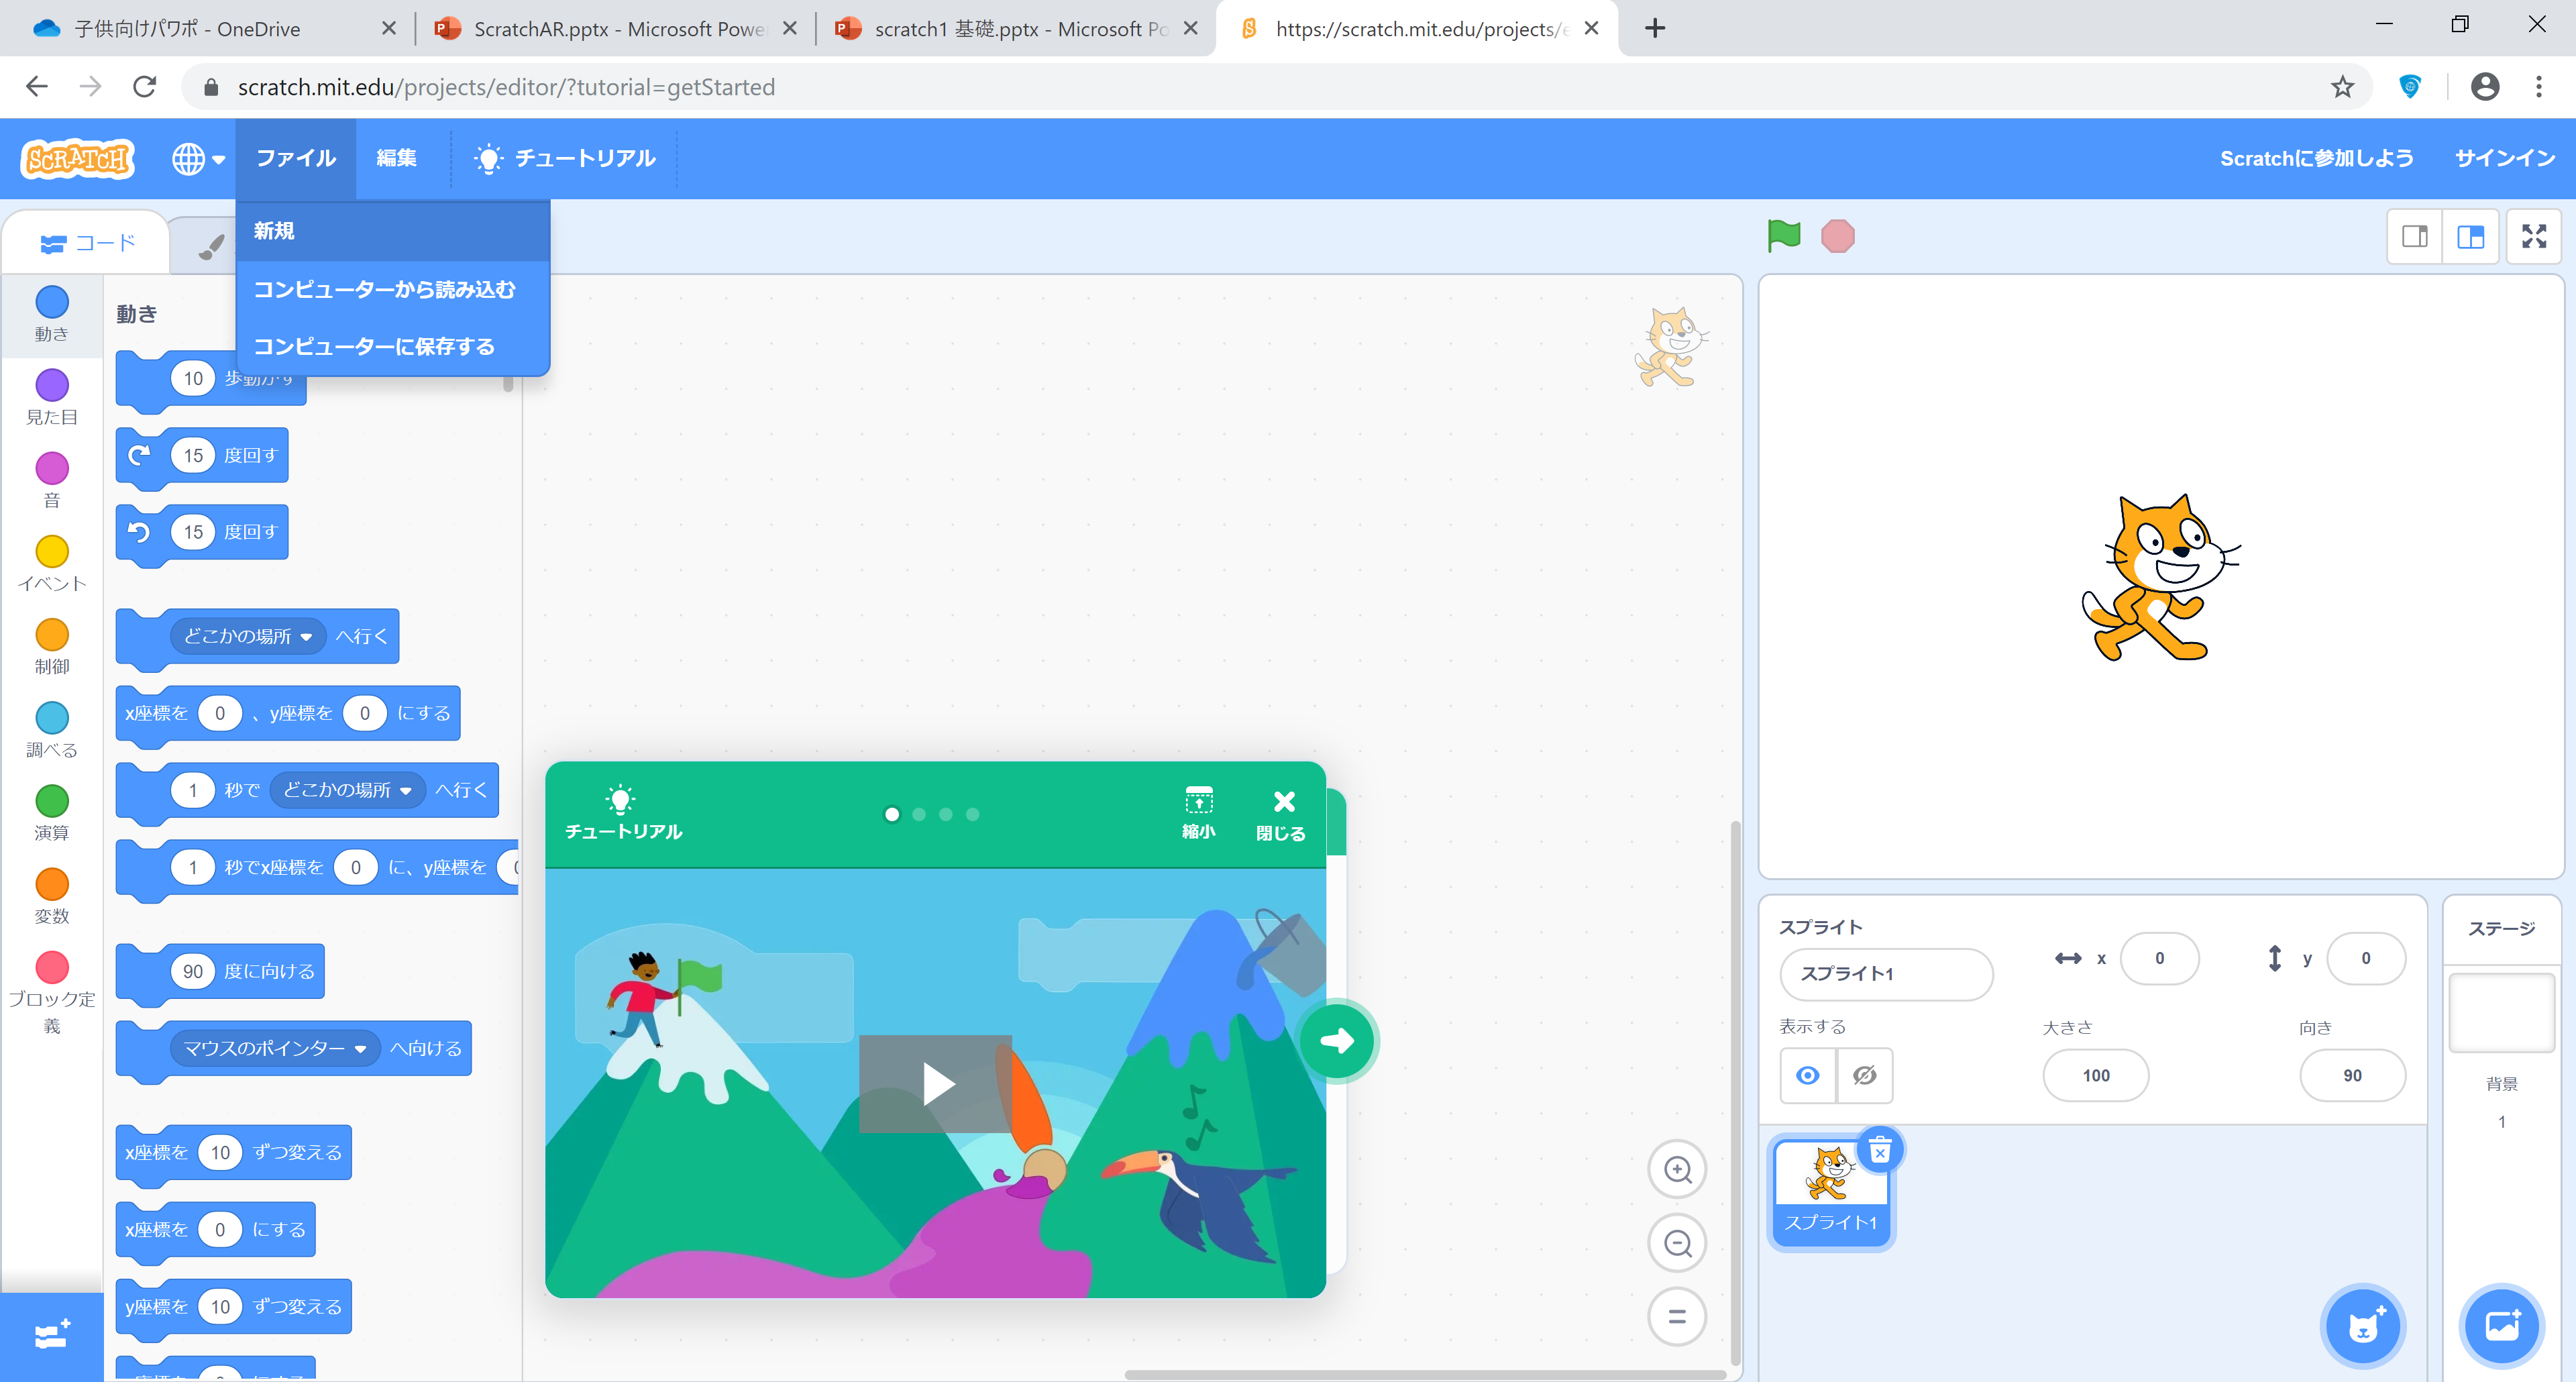 子供向けパワポ - OneDrive
ScratchAR.pptx - Microsoft Powe
scratch1 基礎.pptx - Microsoft Po
https://scratch.mit.edu/projects/e
scratch.mit.edu/projects/editor/?tutorial=getStarted
SCRATCH
ファイル
編集
チュートリアル
Scratchに参加しよう
サインイン
新規
コンピューターから読み込む
コンピューターに保存する
コード
動き
見た目
音
イベント
制御
調べる
演算
変数
ブロック定
義
動き
10 歩動かす
15 度回す
15 度回す
どこかの場所 へ行く
x座標を 0 、y座標を 0 にする
1 秒で どこかの場所 へ行く
1 秒でx座標を 0 に、y座標を 0
90 度に向ける
マウスのポインター へ向ける
x座標を 10 ずつ変える
x座標を 0 にする
y座標を 10 ずつ変える
チュートリアル
縮小
閉じる
スプライト
スプライト1
x 0
y 0
表示する
大きさ
100
向き
90
スプライト1
ステージ
背景
1